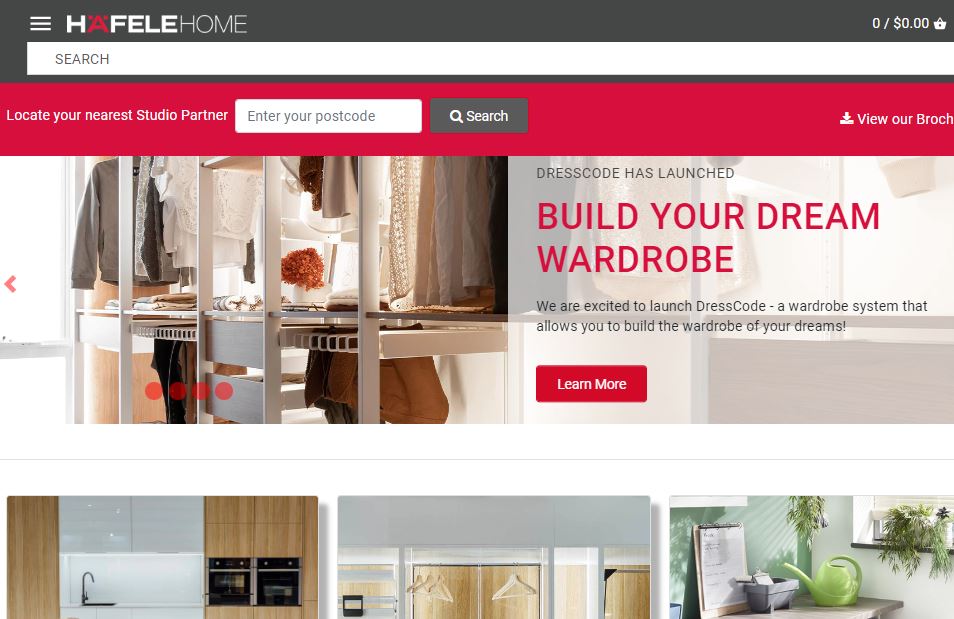 HÄFELEHOME
0 / $0.00
SEARCH
Locate your nearest Studio Partner
Enter your postcode
Search
View our Broch
DRESSCODE HAS LAUNCHED
BUILD YOUR DREAM
WARDROBE
We are excited to launch DressCode - a wardrobe system that
allows you to build the wardrobe of your dreams!
Learn More